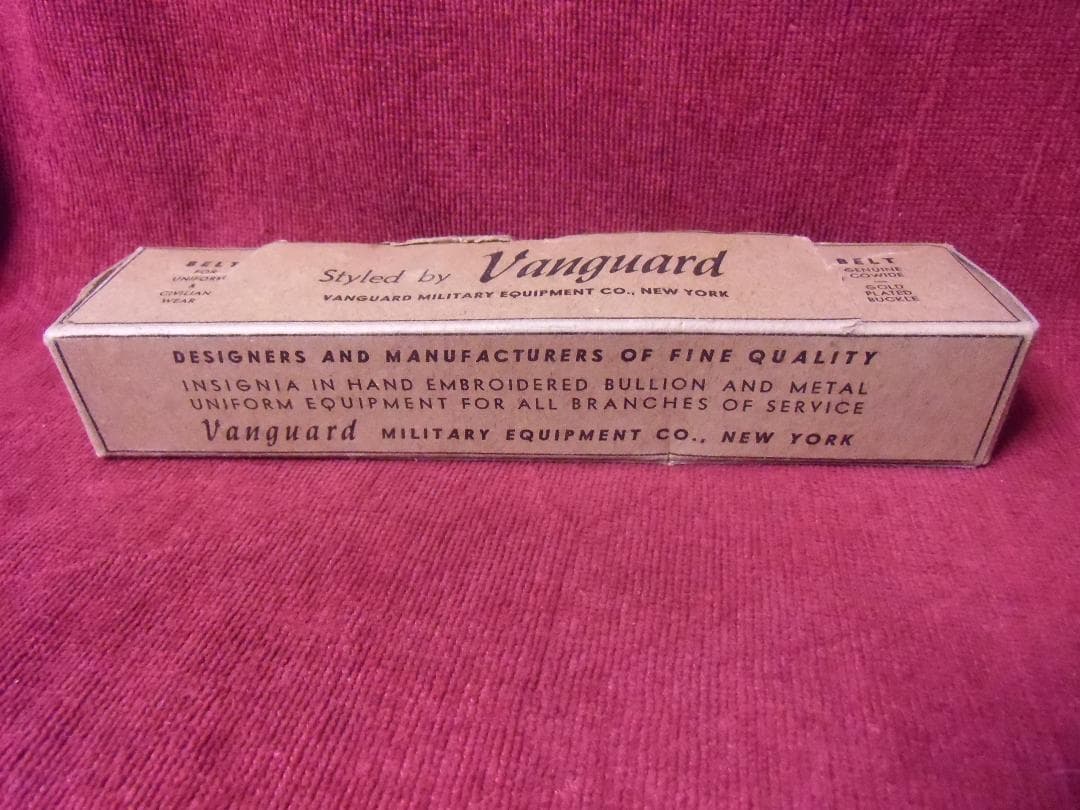 BELT
FOR
UNIFORM
&
CIVILIAN
WEAR
Styled by Vanguard
VANGUARD MILITARY EQUIPMENT CO., NEW YORK
BELT
GENUINE
COWIDE
GOLD
PLATED
BUCKLE
DESIGNERS AND MANUFACTURERS OF FINE QUALITY
INSIGNIA IN HAND EMBROIDERED BULLION AND METAL
UNIFORM EQUIPMENT FOR ALL BRANCHES OF SERVICE
Vanguard MILITARY EQUIPMENT CO., NEW YORK